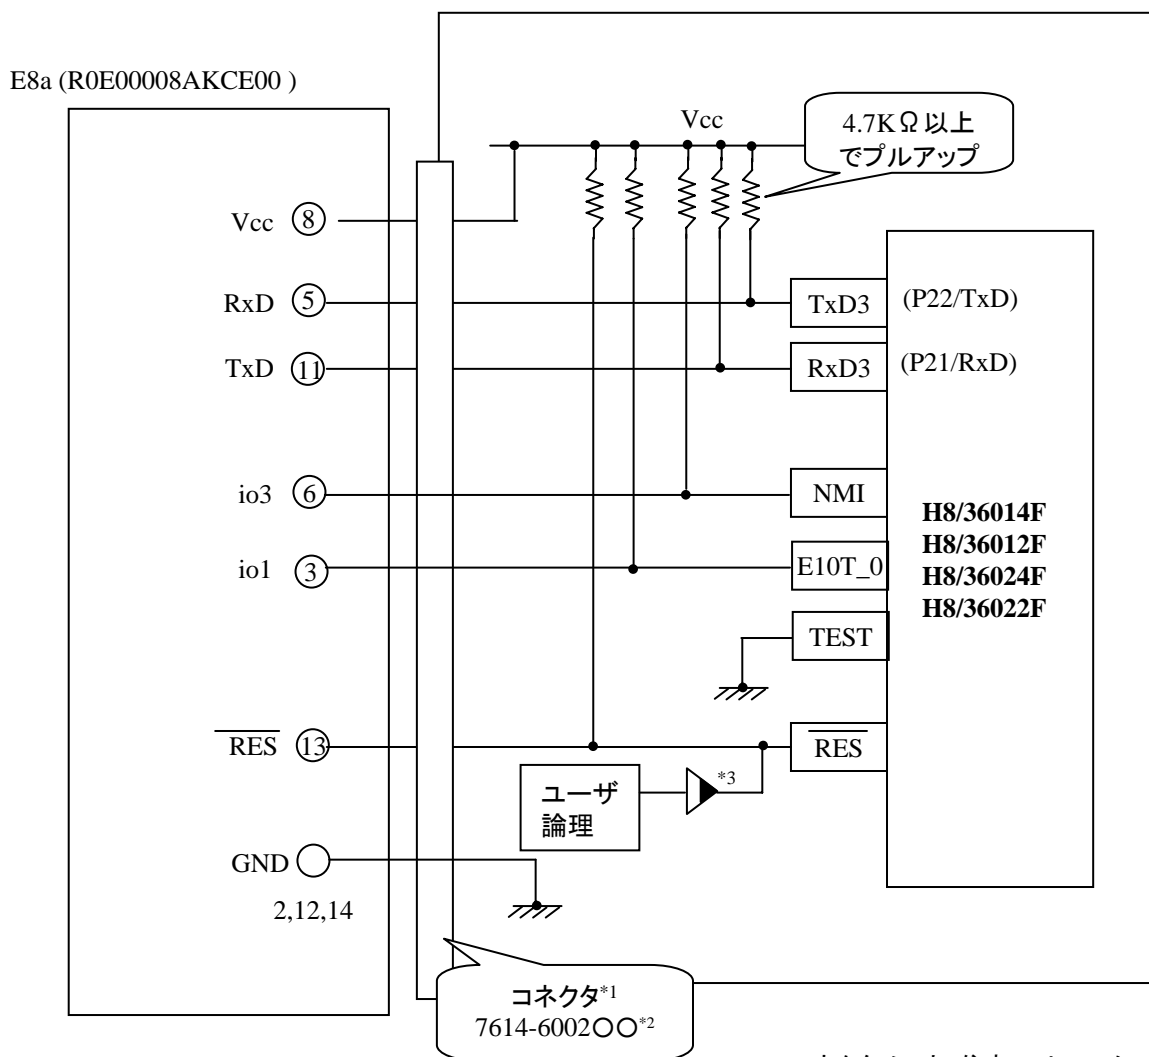 E8a (R0E00008AKCE00 )
Vcc
4.7KΩ以上
でプルアップ
Vcc 8
RxD 5
TxD3
(P22/TxD)
TxD 11
RxD3
(P21/RxD)
io3 6
NMI
H8/36014F
H8/36012F
H8/36024F
H8/36022F
io1 3
E10T_0
TEST
RES 13
RES
ユーザ
論理
*3
GND
2,12,14
コネクタ*1
7614-6002〇〇*2